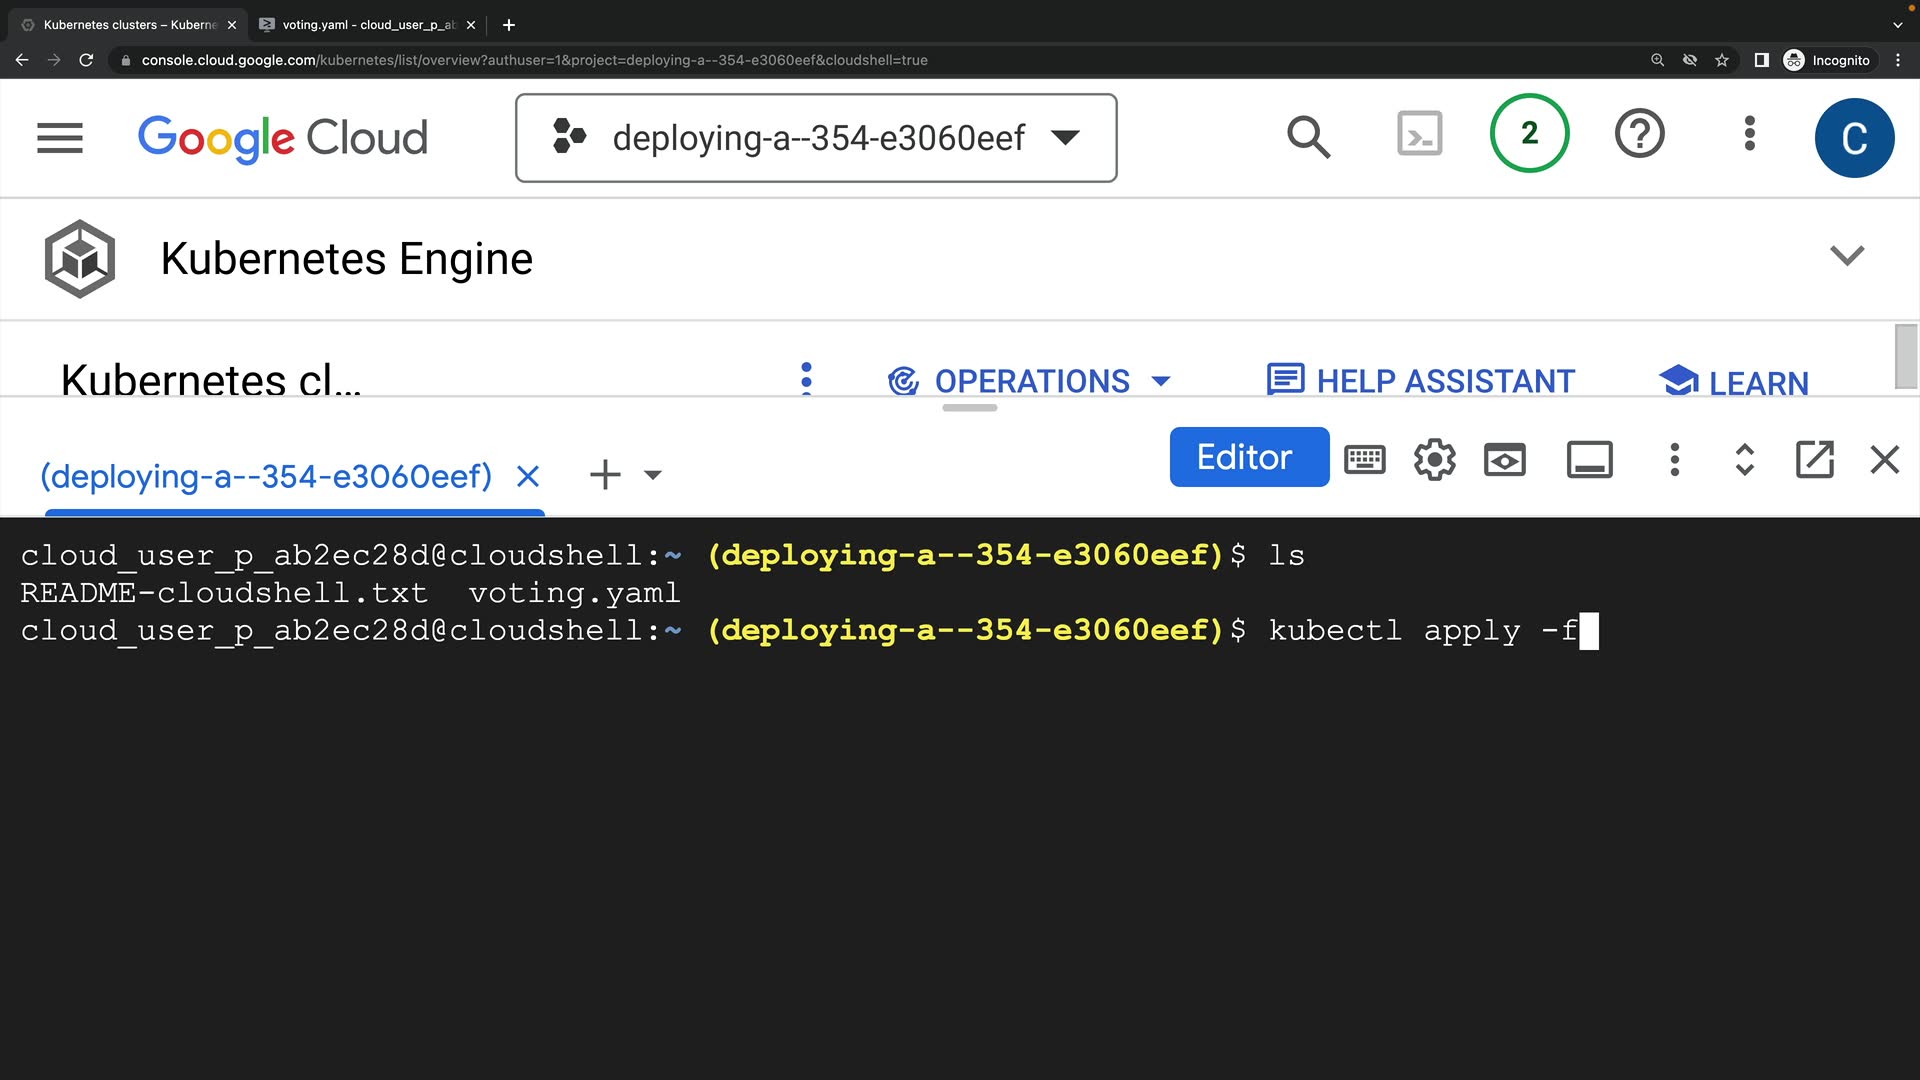 Kubernetes clusters – Kuberne
voting.yaml - cloud_user_p_ab
console.cloud.google.com/kubernetes/list/overview?authuser=1&project=deploying-a--354-e3060eef&cloudshell=true
Incognito
Google Cloud
deploying-a--354-e3060eef
2
C
Kubernetes Engine
Kubernetes cl...
OPERATIONS
HELP ASSISTANT
LEARN
(deploying-a--354-e3060eef)
Editor
cloud_user_p_ab2ec28d@cloudshell:~ (deploying-a--354-e3060eef)$ ls
README-cloudshell.txt  voting.yaml
cloud_user_p_ab2ec28d@cloudshell:~ (deploying-a--354-e3060eef)$ kubectl apply -f